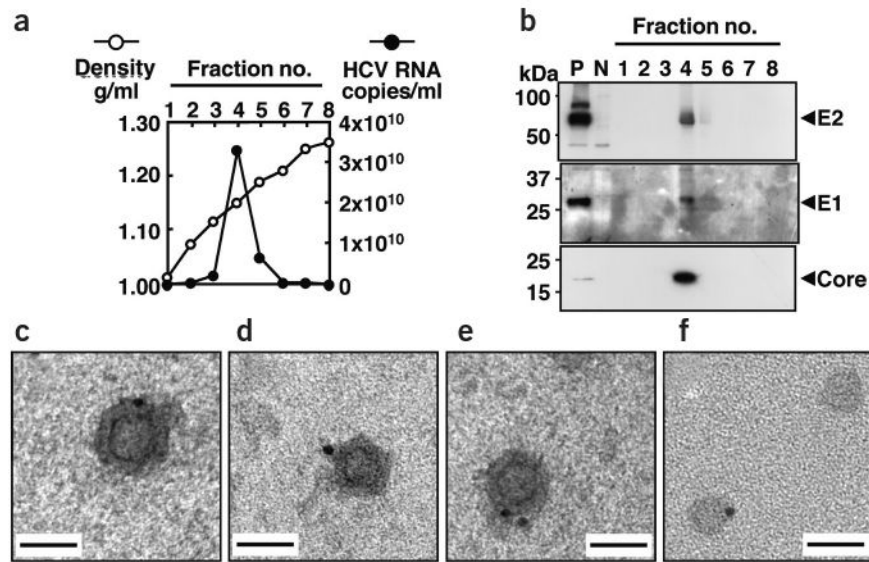 a
Density
g/ml
Fraction no.
HCV RNA
copies/ml
1 2 3 4 5 6 7 8
1.30
1.20
1.10
1.00
4x10¹⁰
3x10¹⁰
2x10¹⁰
1x10¹⁰
0
b
Fraction no.
kDa P N 1 2 3 4 5 6 7 8
100
50
E2
37
25
E1
25
15
Core
c
d
e
f